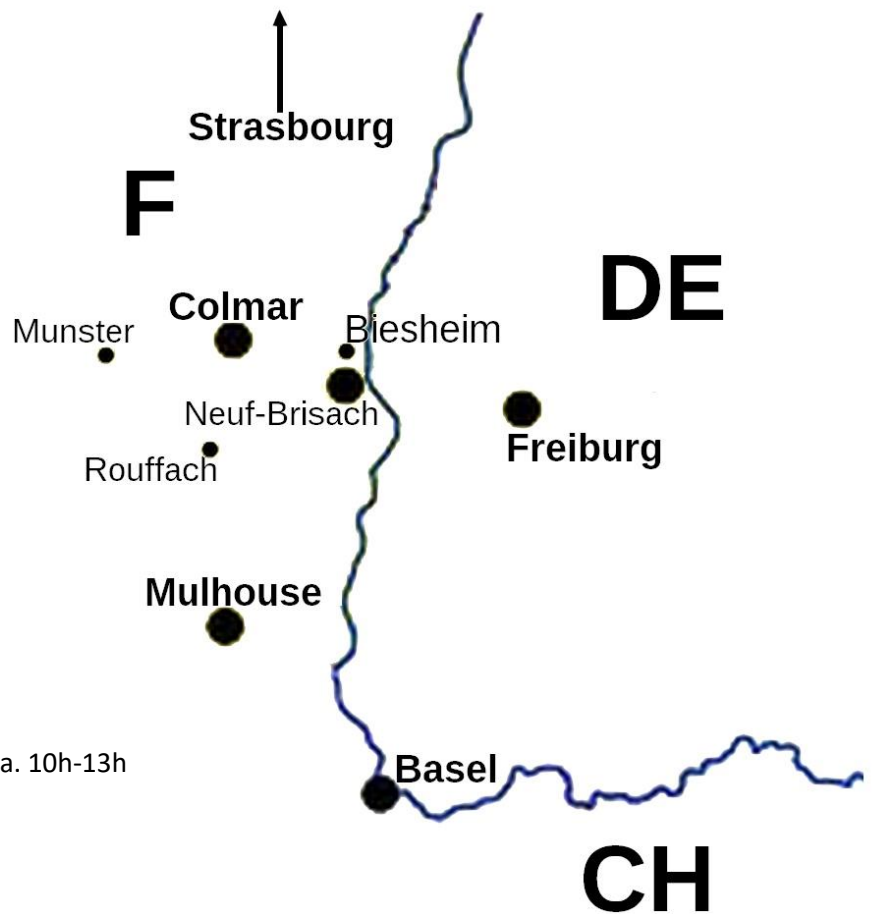 Strasbourg
F
DE
Colmar
Munster
Biesheim
Neuf-Brisach
Freiburg
Rouffach
Mulhouse
a. 10h-13h
Basel
CH